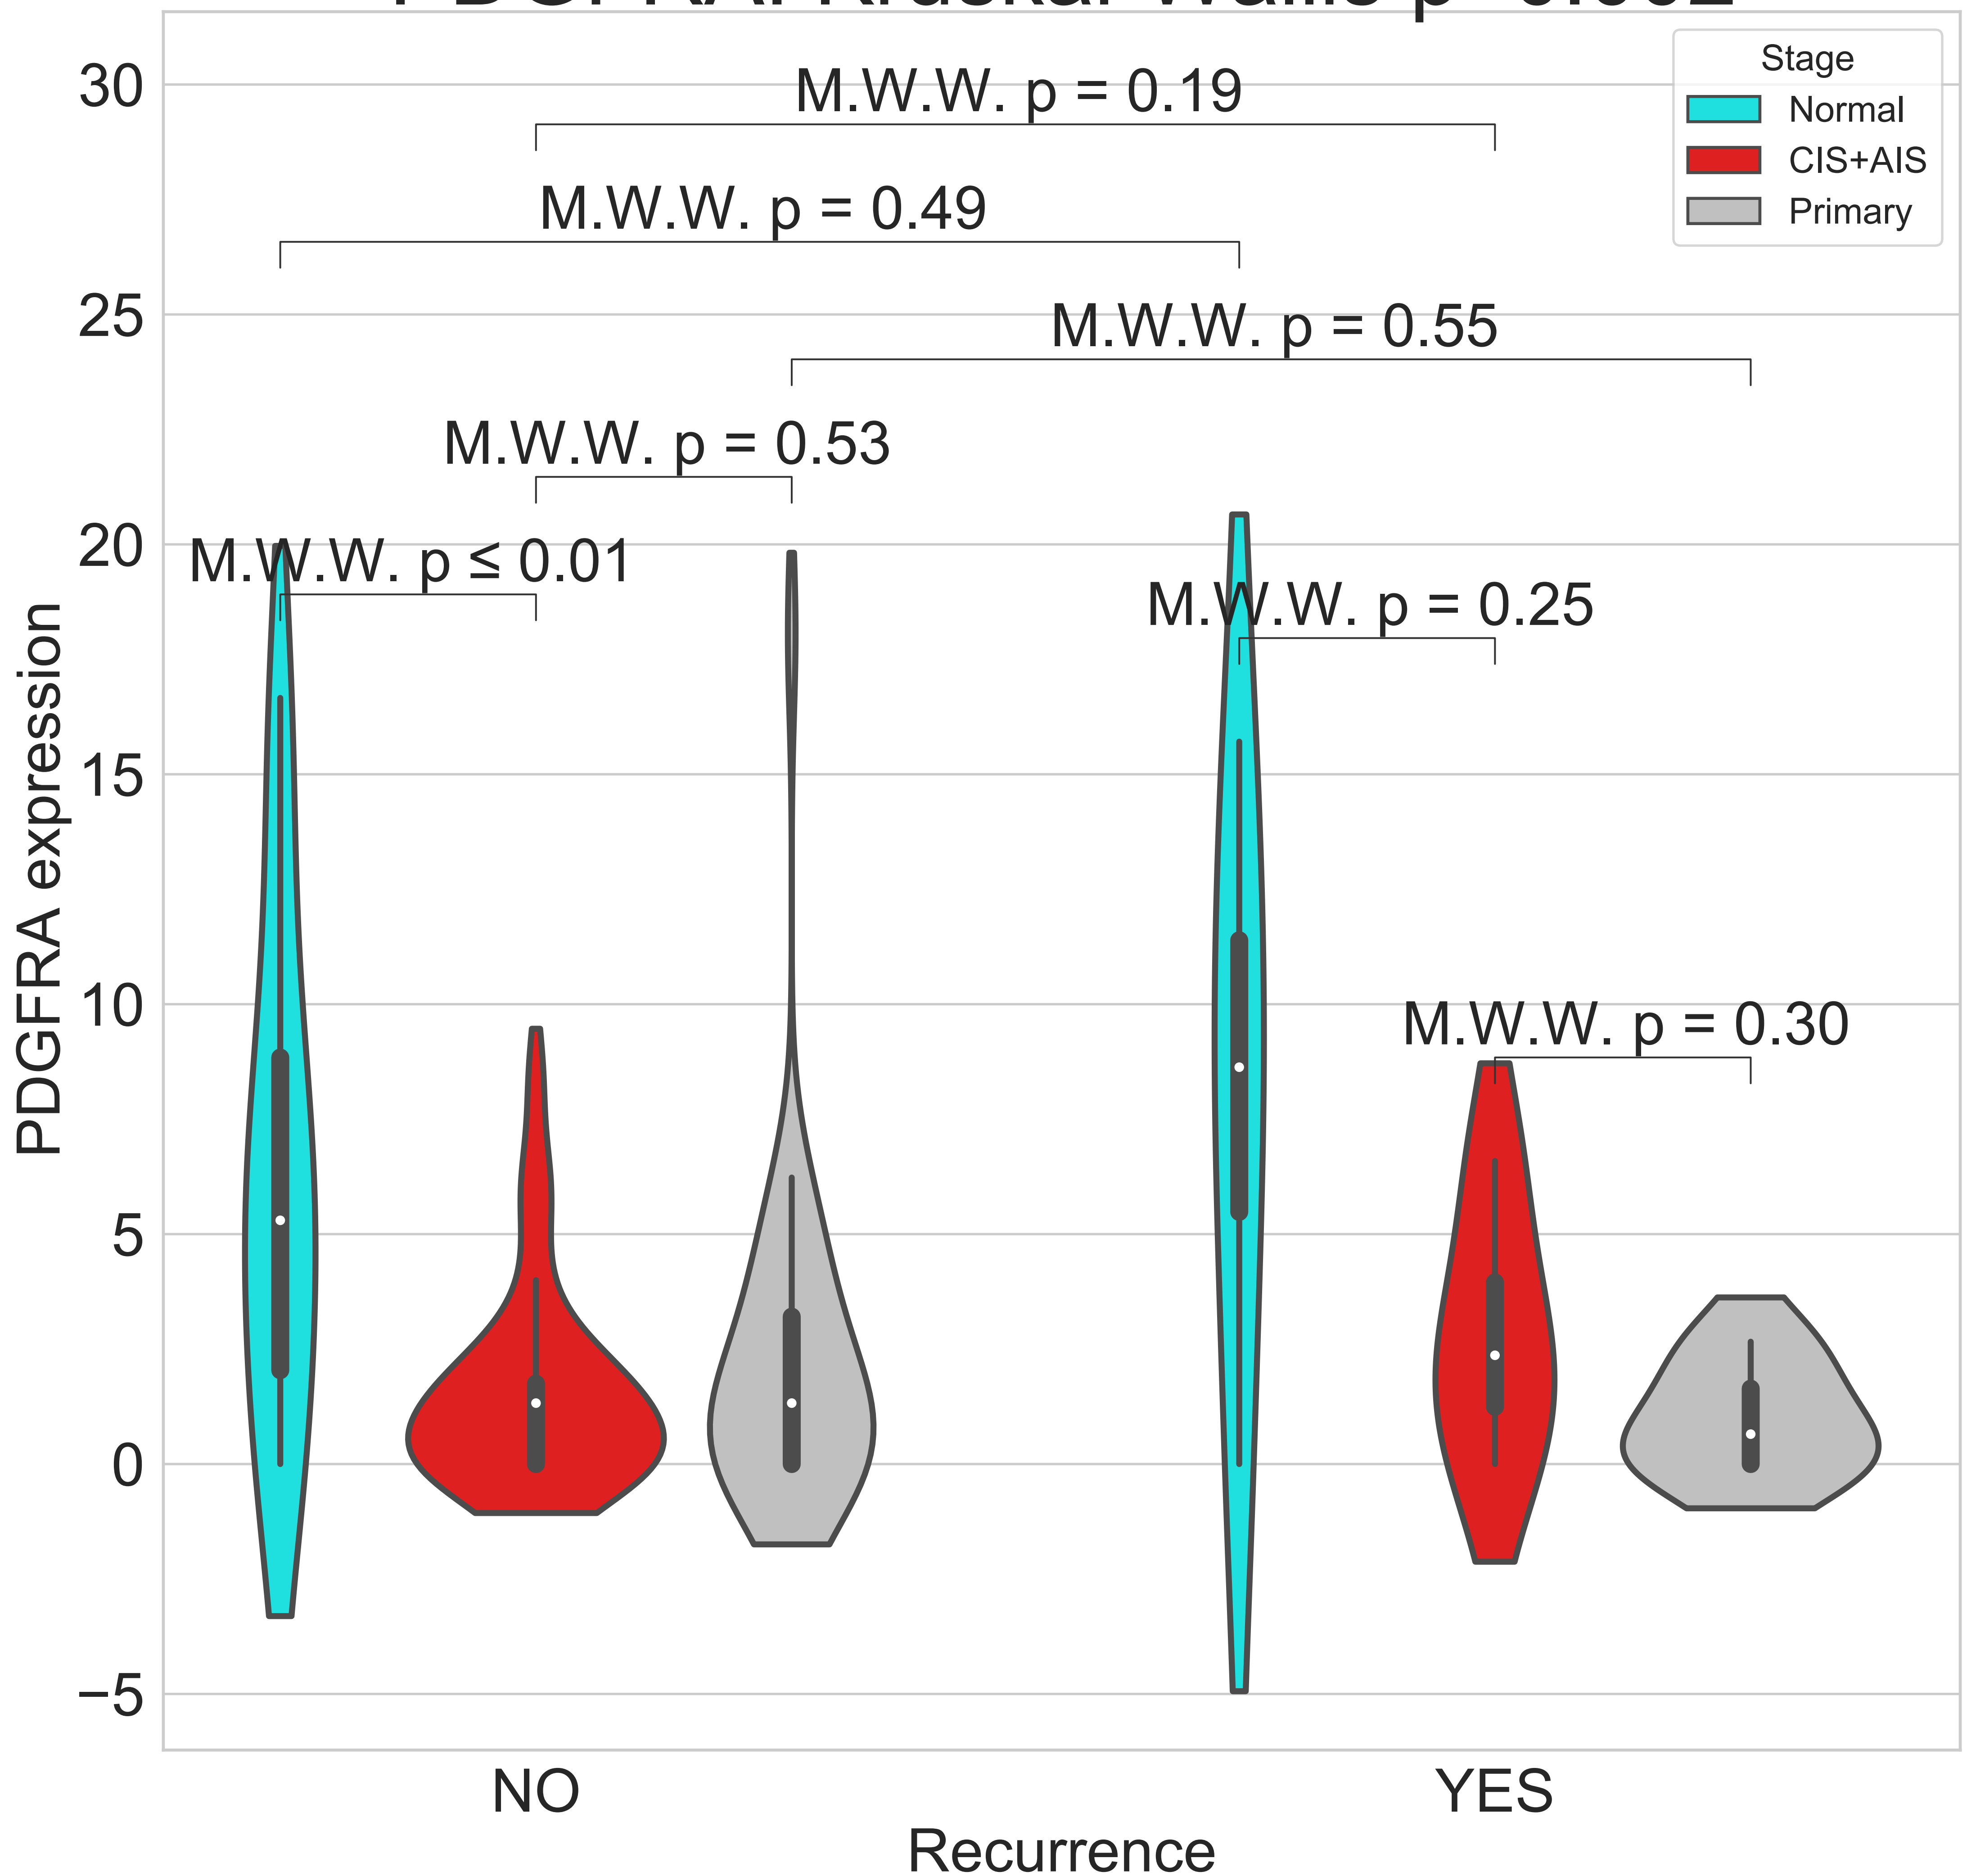 30
25
20
15
10
5
0
−5
PDGFRA expression
M.W.W. p = 0.19
M.W.W. p = 0.49
M.W.W. p = 0.55
M.W.W. p = 0.53
M.W.W. p ≤ 0.01
M.W.W. p = 0.25
M.W.W. p = 0.30
Stage
Normal
CIS+AIS
Primary
NO
YES
Recurrence